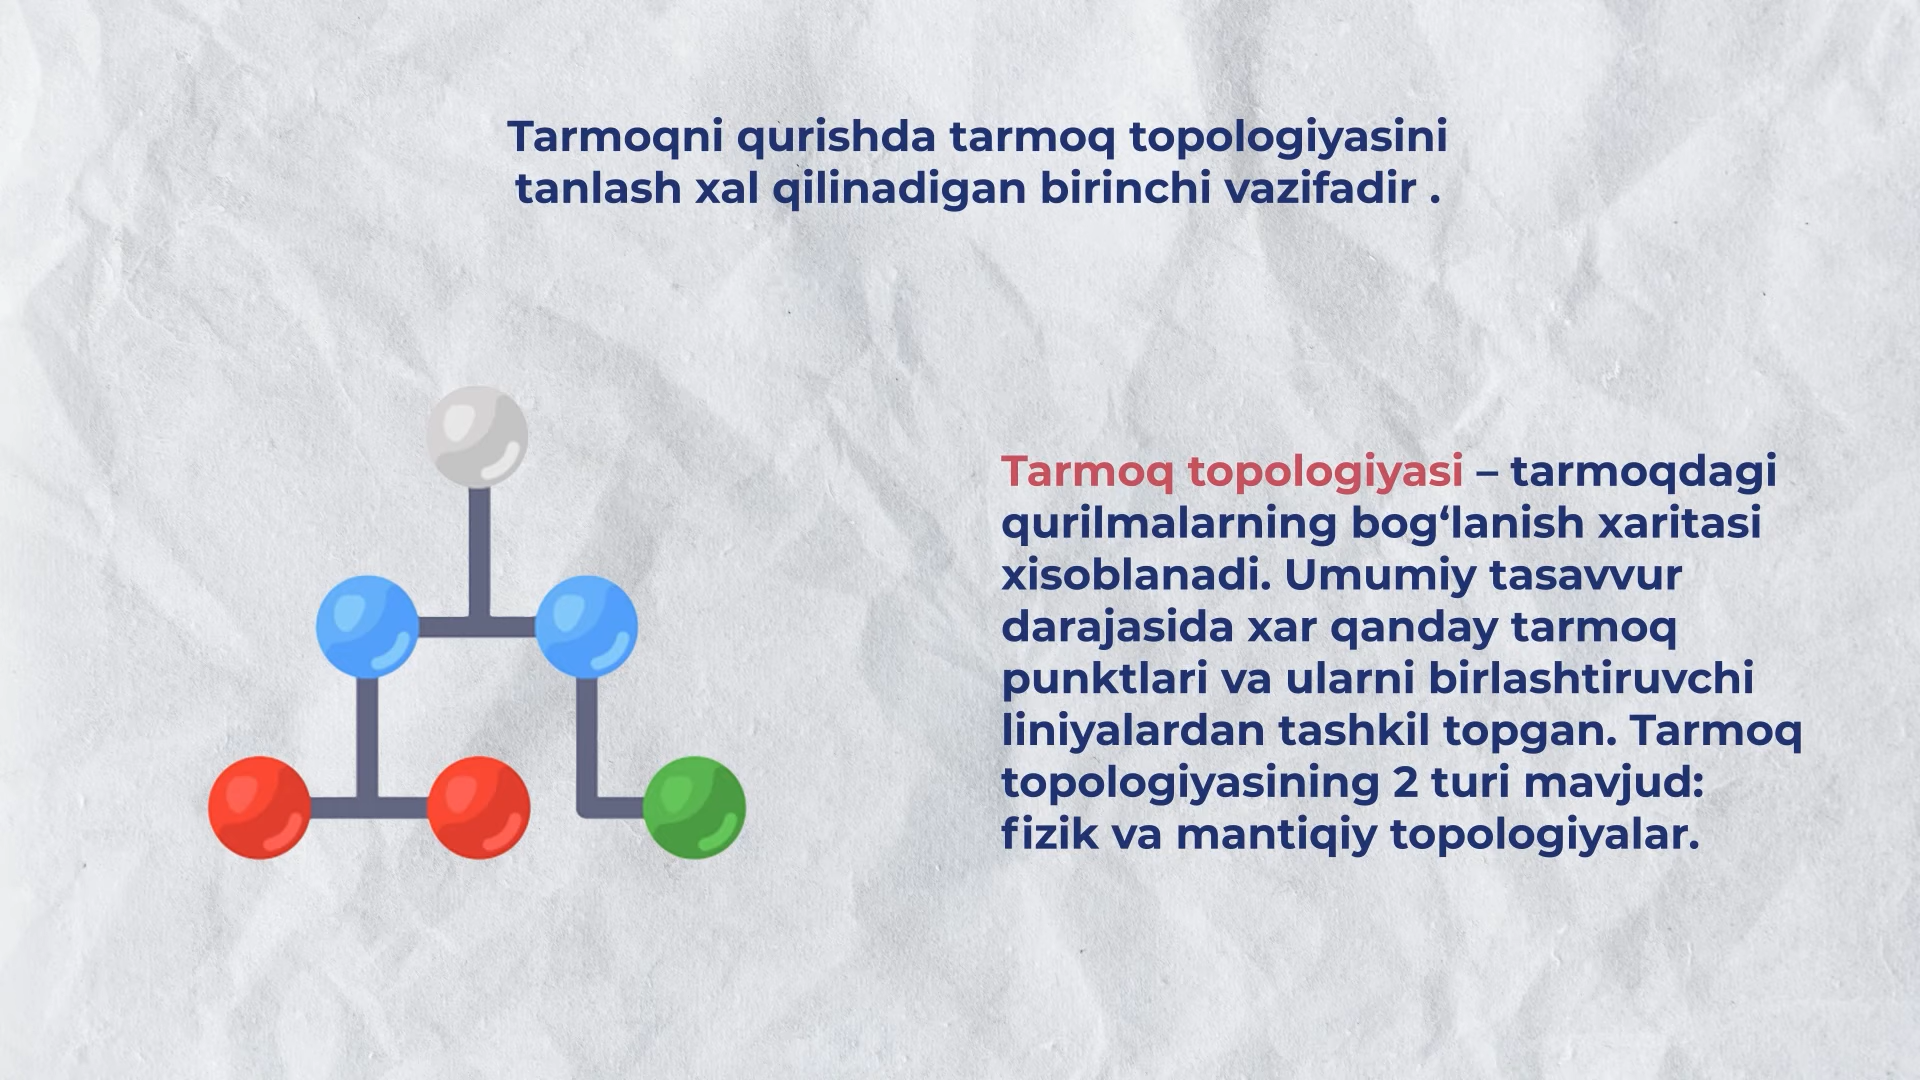 Tarmoqni qurishda tarmoq topologiyasini
tanlash xal qilinadigan birinchi vazifadir .
Tarmoq topologiyasi – tarmoqdagi
qurilmalarning bog‘lanish xaritasi
xisoblanadi. Umumiy tasavvur
darajasida xar qanday tarmoq
punktlari va ularni birlashtiruvchi
liniyalardan tashkil topgan. Tarmoq
topologiyasining 2 turi mavjud:
fizik va mantiqiy topologiyalar.